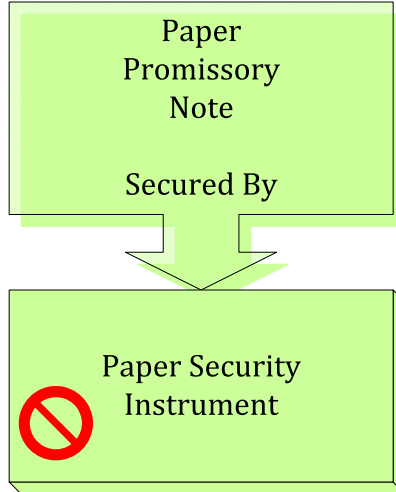 Paper
Promissory
Note
Secured By
Paper Security
Instrument